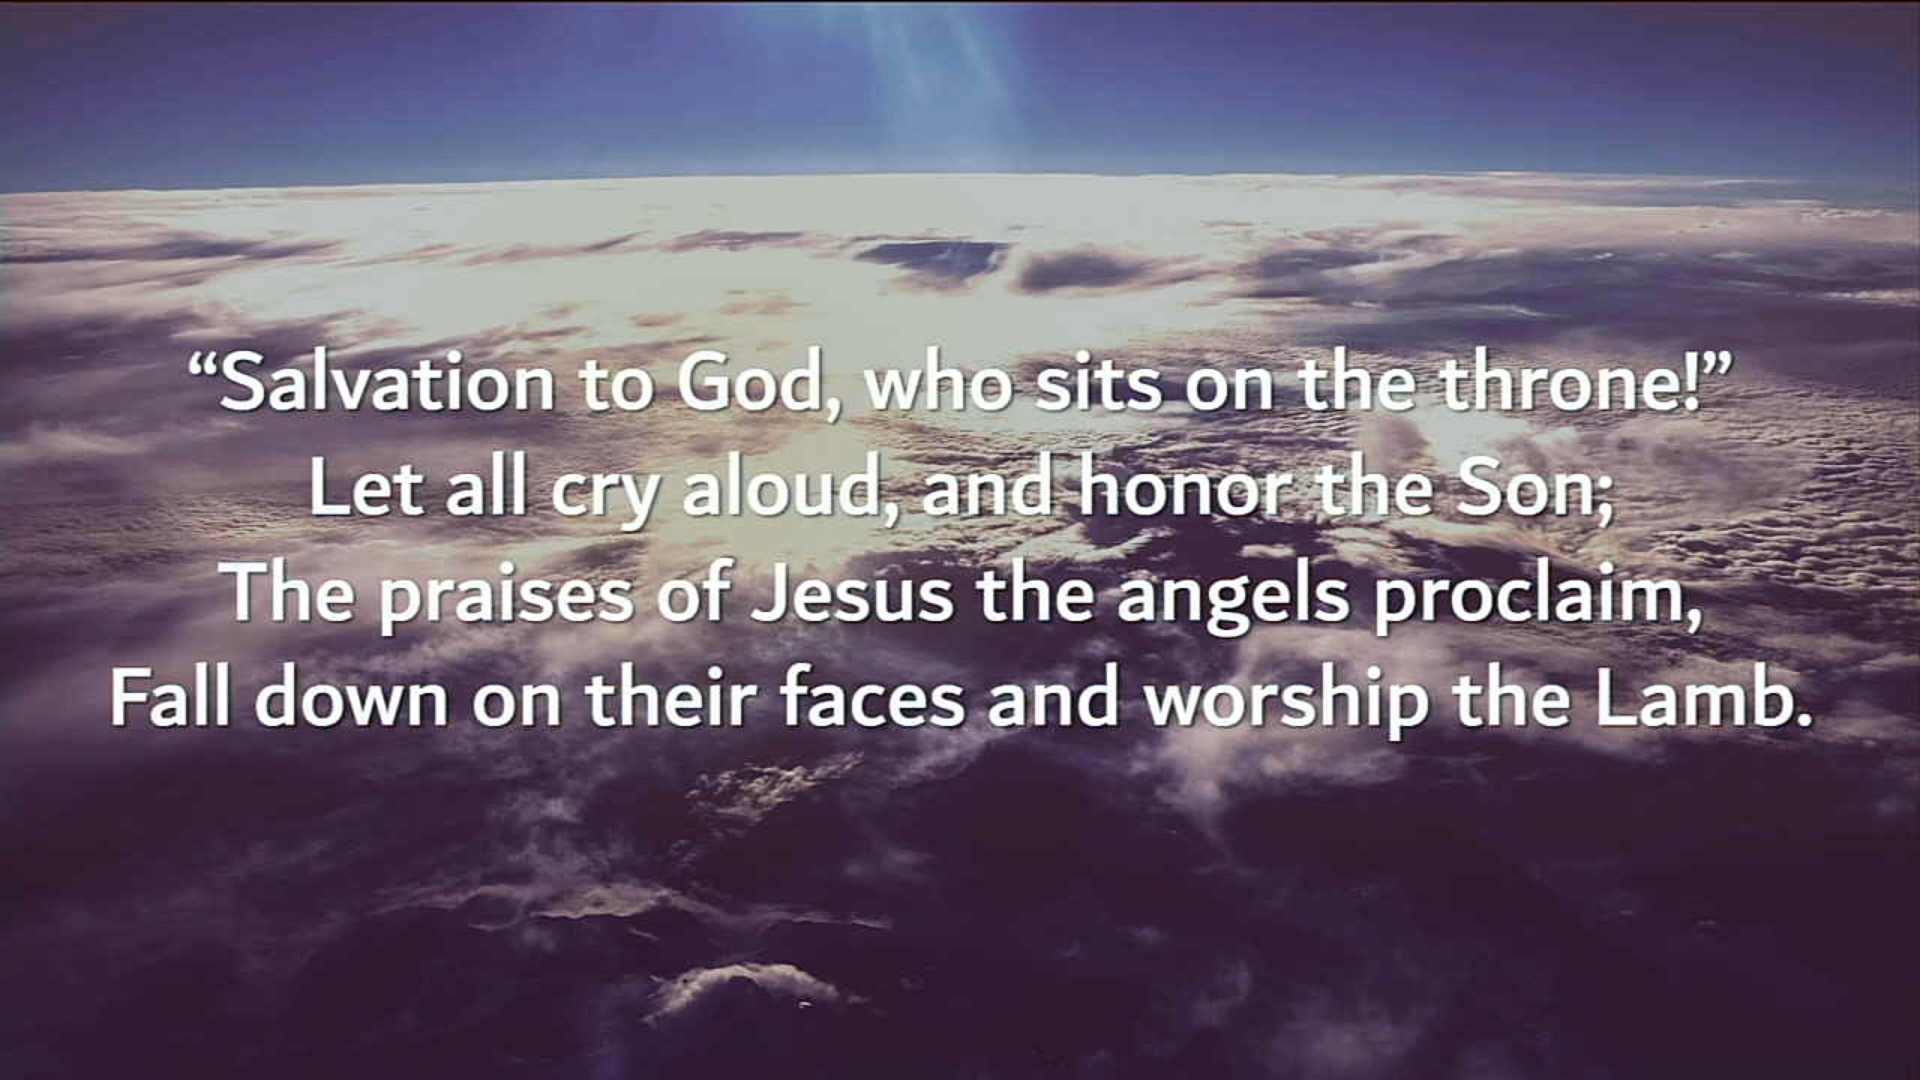 “Salvation to God, who sits on the throne!”
Let all cry aloud, and honor the Son;
The praises of Jesus the angels proclaim,
Fall down on their faces and worship the Lamb.